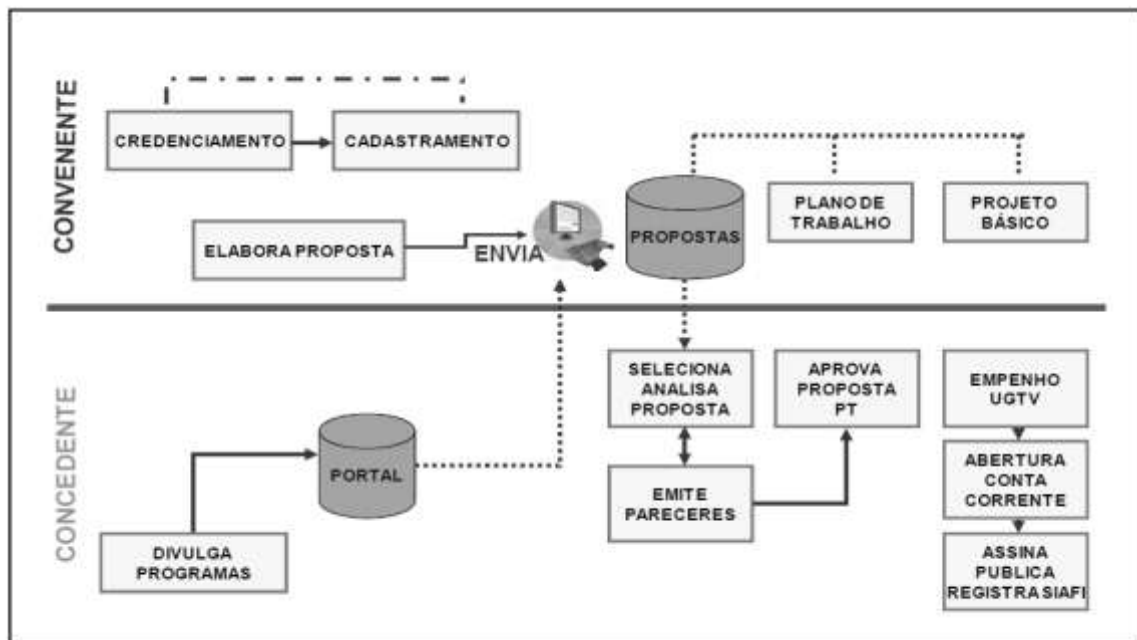 CONVENENTE
CREDENCIAMENTO
CADASTRAMENTO
ELABORA PROPOSTA
ENVIA
PROPOSTAS
PLANO DE
TRABALHO
PROJETO
BÁSICO
CONCEDENTE
DIVULGA
PROGRAMAS
PORTAL
SELECIONA
ANALISA
PROPOSTA
EMITE
PARECERES
APROVA
PROPOSTA
PT
EMPENHO
UGTV
ABERTURA
CONTA
CORRENTE
ASSINA
PUBLICA
REGISTRA SIAFI